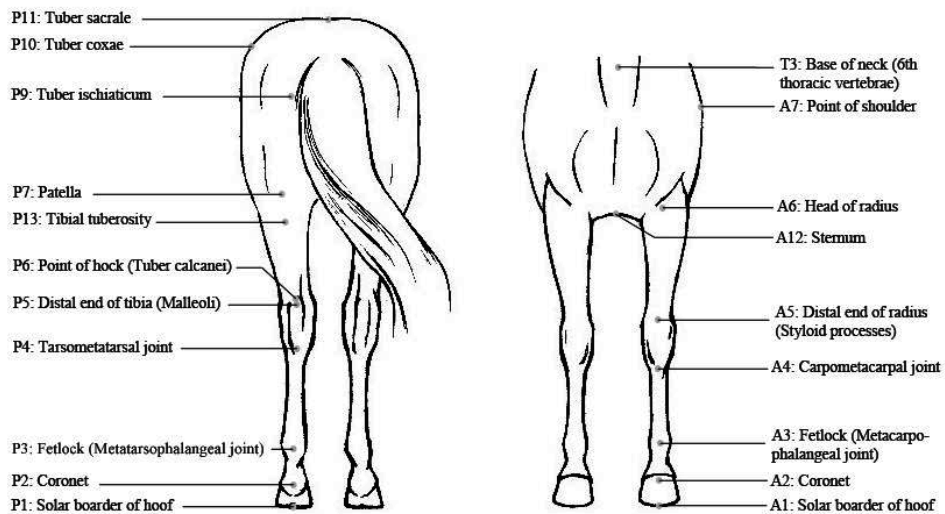 P11: Tuber sacrale
P10: Tuber coxae
P9: Tuber ischiaticum
P7: Patella
P13: Tibial tuberosity
P6: Point of hock (Tuber calcanei)
P5: Distal end of tibia (Malleoli)
P4: Tarsometatarsal joint
P3: Fetlock (Metatarsophalangeal joint)
P2: Coronet
P1: Solar boarder of hoof
T3: Base of neck (6th
thoracic vertebrae)
A7: Point of shoulder
A6: Head of radius
A12: Sternum
A5: Distal end of radius
(Styloid processes)
A4: Carpometacarpal joint
A3: Fetlock (Metacarpo-
phalangeal joint)
A2: Coronet
A1: Solar boarder of hoof